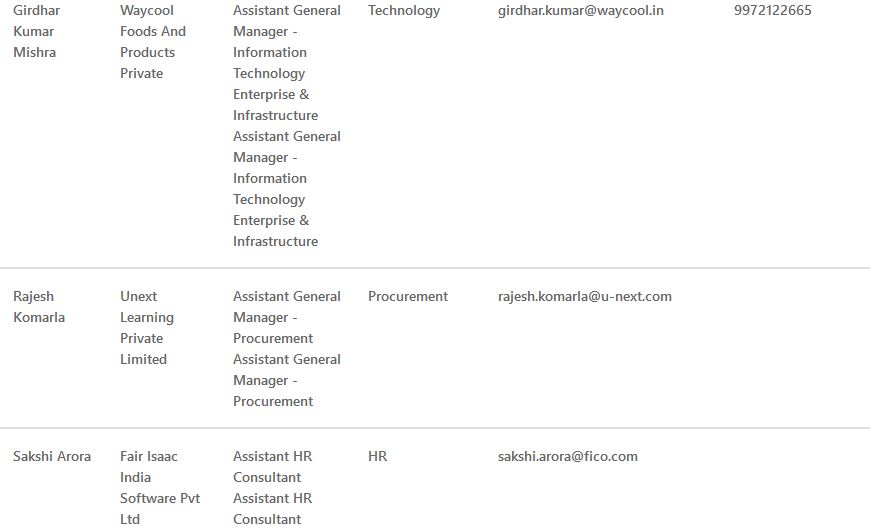 Girdhar Kumar Mishra
Waycool Foods And Products Private
Assistant General Manager - Information Technology Enterprise & Infrastructure
Assistant General Manager - Information Technology Enterprise & Infrastructure
Technology
girdhar.kumar@waycool.in
9972122665
Rajesh Komarla
Unext Learning Private Limited
Assistant General Manager - Procurement
Assistant General Manager - Procurement
Procurement
rajesh.komarla@u-next.com
Sakshi Arora
Fair Isaac India Software Pvt Ltd
Assistant HR Consultant
Assistant HR Consultant
HR
sakshi.arora@fico.com